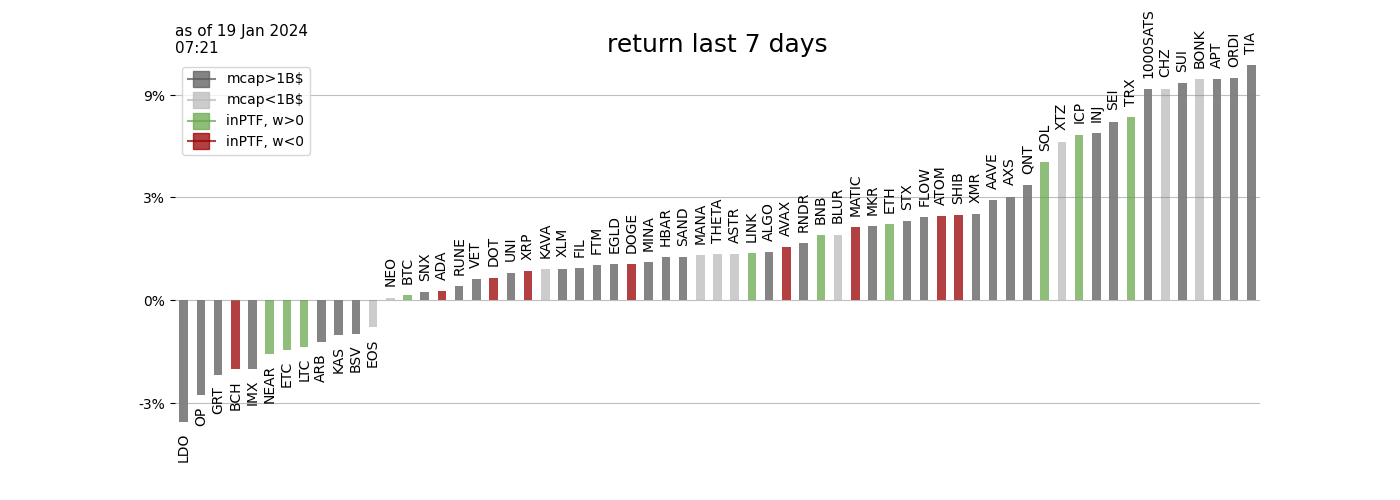 as of 19 Jan 2024
07:21
return last 7 days
mcap>1B$
mcap<1B$
inPTF, w>0
inPTF, w<0
9%
3%
0%
-3%
LDO
OP
GRT
BCH
IMX
NEAR
ETC
LTC
ARB
KAS
BSV
EOS
NEO
BTC
SNX
ADA
RUNE
VET
DOT
UNI
XRP
KAVA
XLM
FIL
FTM
EGLD
DOGE
MINA
HBAR
SAND
MANA
THETA
ASTR
LINK
ALGO
AVAX
RNDR
BNB
BLUR
MATIC
MKR
ETH
STX
FLOW
ATOM
SHIB
XMR
AAVE
AXS
QNT
SOL
XTZ
ICP
INJ
SEI
TRX
1000SATS
CHZ
SUI
BONK
APT
ORDI
TIA